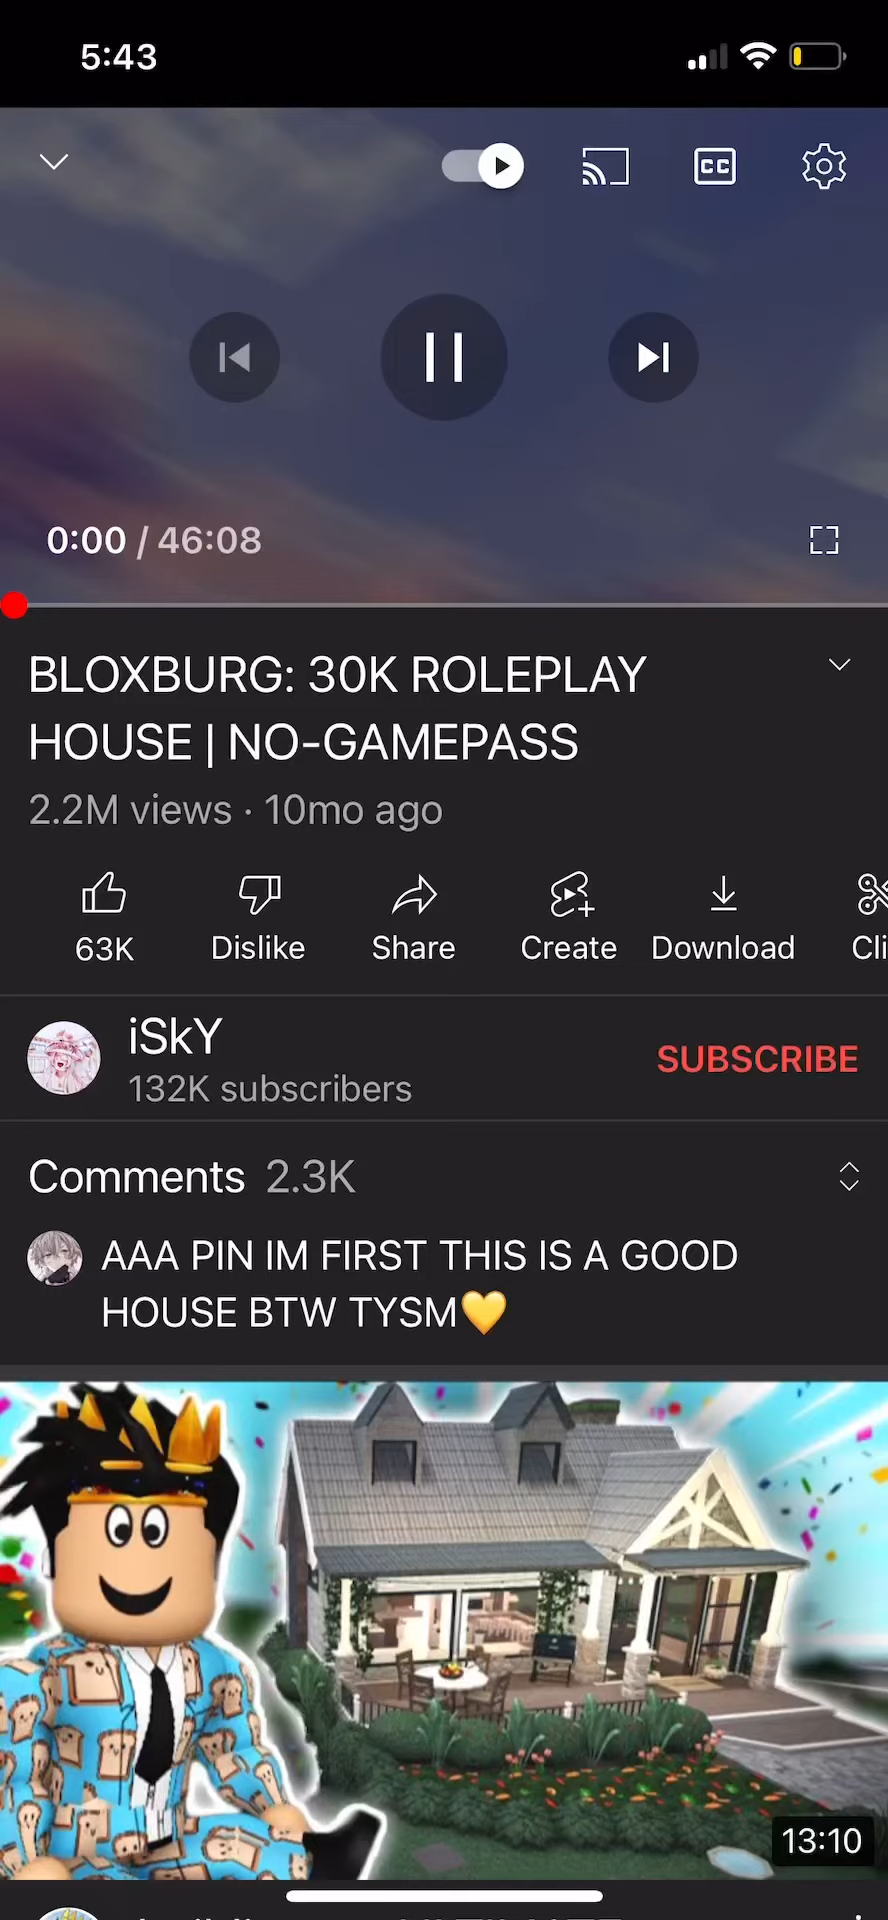 5:43
CC
0:00 / 46:08
BLOXBURG: 30K ROLEPLAY
HOUSE | NO-GAMEPASS
2.2M views · 10mo ago
63K
Dislike
Share
Create
Download
Cli
iSkY
132K subscribers
SUBSCRIBE
Comments 2.3K
AAA PIN IM FIRST THIS IS A GOOD
HOUSE BTW TYSM💛
13:10